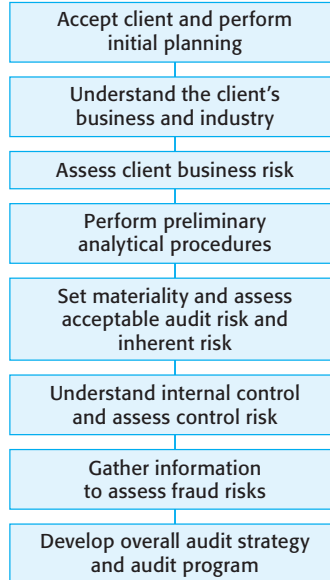 Accept client and perform
initial planning
Understand the client's
business and industry
Assess client business risk
Perform preliminary
analytical procedures
Set materiality and assess
acceptable audit risk and
inherent risk
Understand internal control
and assess control risk
Gather information
to assess fraud risks
Develop overall audit strategy
and audit program